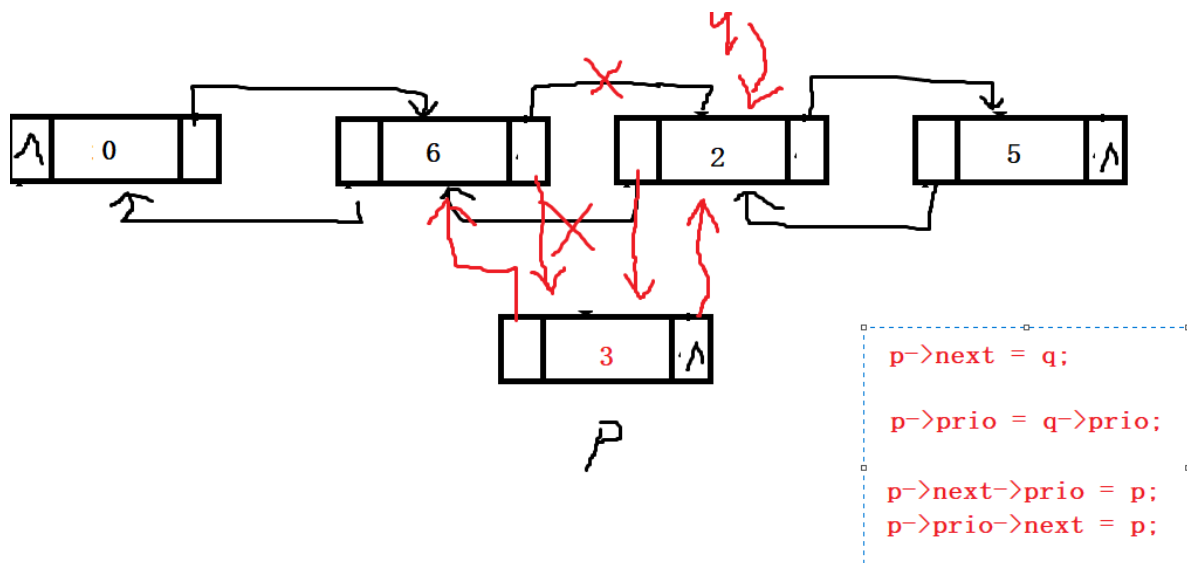 q
0 6 2 5
3
P
p->next = q;
p->prio = q->prio;
p->next->prio = p;
p->prio->next = p;